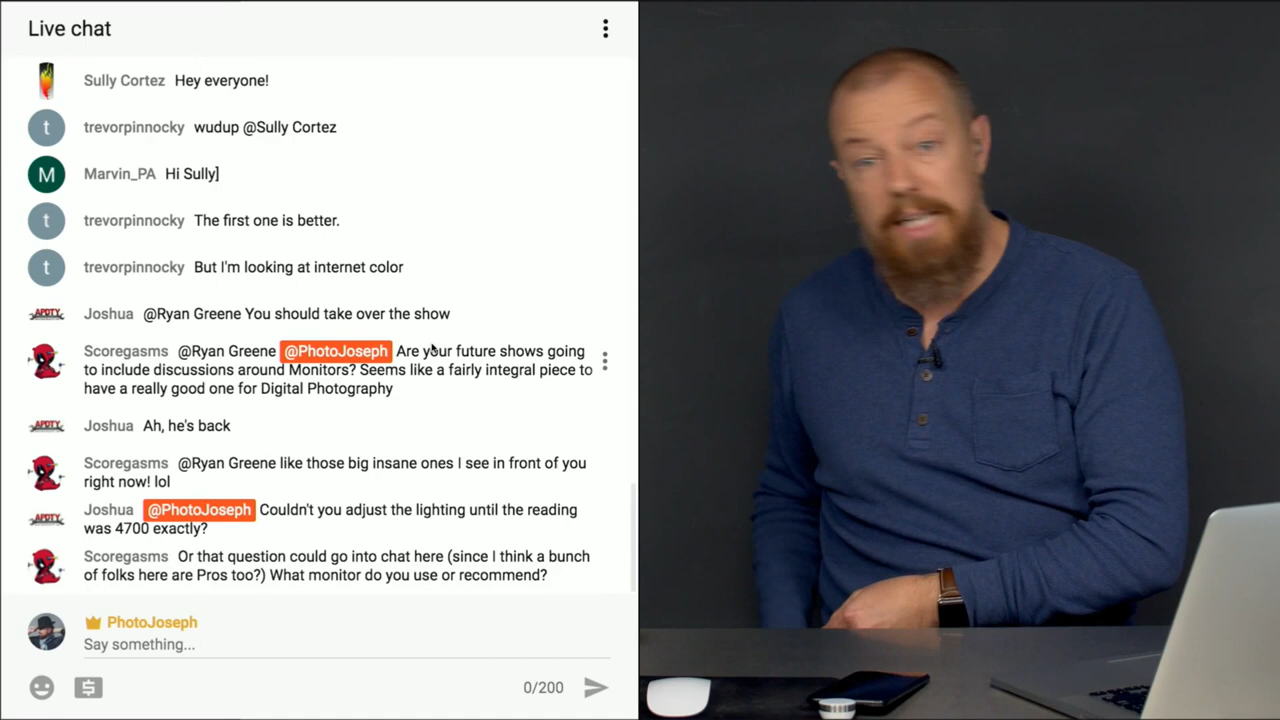 Live chat
Sully Cortez Hey everyone!
t
trevorpinnocky wudup @Sully Cortez
M
Marvin_PA Hi Sully]
t
trevorpinnocky The first one is better.
t
trevorpinnocky But I'm looking at internet color
APDTY
Joshua @Ryan Greene You should take over the show
Scoregasms @Ryan Greene @PhotoJoseph Are your future shows going
to include discussions around Monitors? Seems like a fairly integral piece to
have a really good one for Digital Photography
APDTY
Joshua Ah, he's back
Scoregasms @Ryan Greene like those big insane ones I see in front of you
right now! lol
APDTY
Joshua @PhotoJoseph Couldn't you adjust the lighting until the reading
was 4700 exactly?
Scoregasms Or that question could go into chat here (since I think a bunch
of folks here are Pros too?) What monitor do you use or recommend?
PhotoJoseph
Say something...
$
0/200